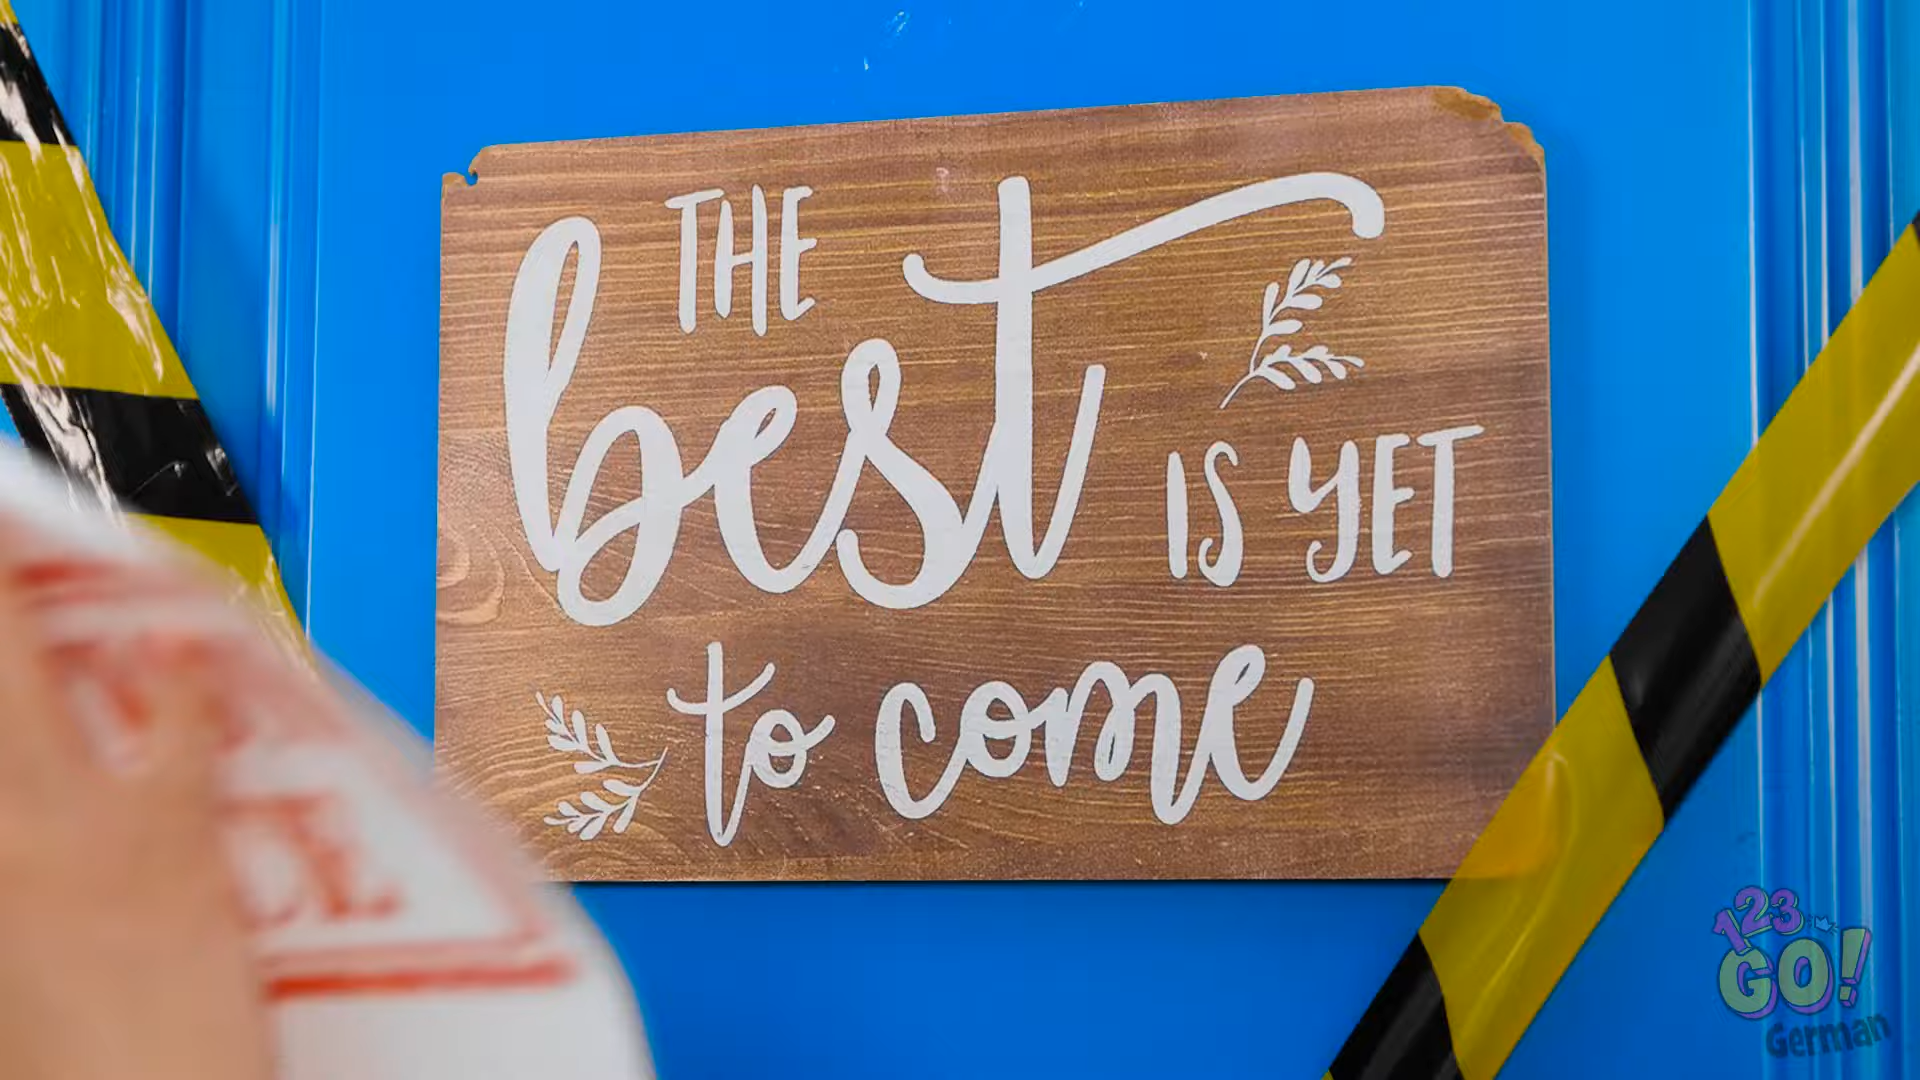 THE
best
IS YET
to come
123
GO!
German